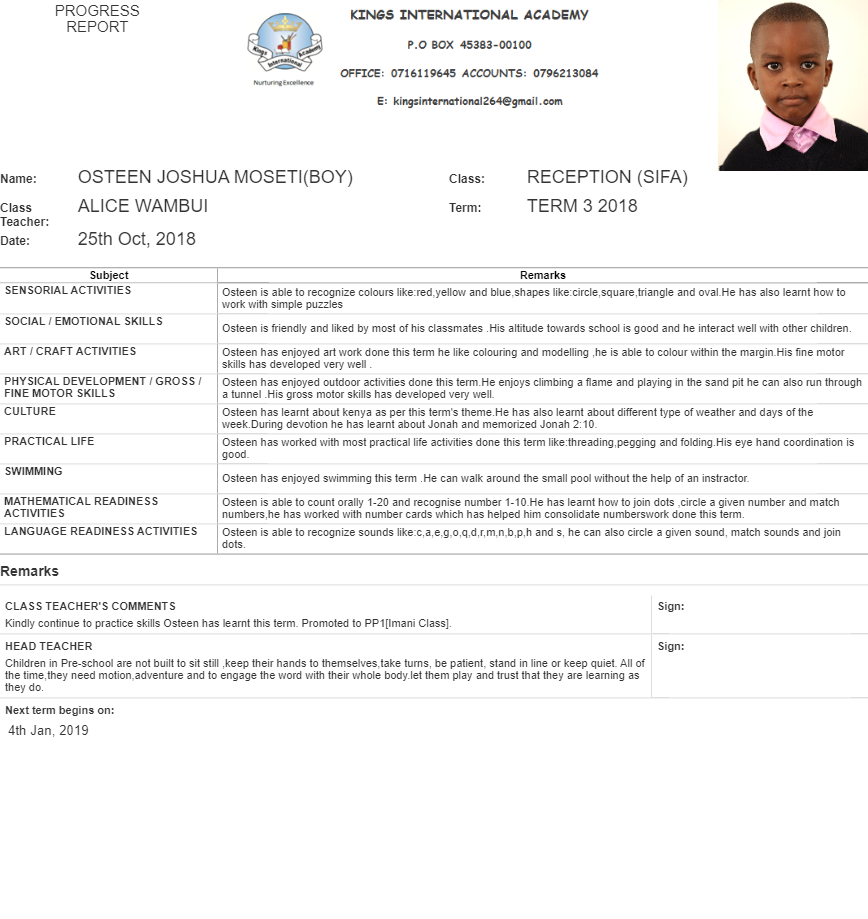 PROGRESS
REPORT
KINGS INTERNATIONAL ACADEMY
P.O BOX 45383-00100
OFFICE: 0716119645 ACCOUNTS: 0796213084
E: kingsinternational264@gmail.com
Kings Academy
International
Nurturing Excellence
Name: OSTEEN JOSHUA MOSETI(BOY) Class: RECEPTION (SIFA)
Class Teacher: ALICE WAMBUI Term: TERM 3 2018
Date: 25th Oct, 2018
Subject Remarks
SENSORIAL ACTIVITIES
Osteen is able to recognize colours like:red,yellow and blue,shapes like:circle,square,triangle and oval.He has also learnt how to
work with simple puzzles
SOCIAL / EMOTIONAL SKILLS
Osteen is friendly and liked by most of his classmates .His altitude towards school is good and he interact well with other children.
ART / CRAFT ACTIVITIES
Osteen has enjoyed art work done this term he like colouring and modelling ,he is able to colour within the margin.His fine motor
skills has developed very well .
PHYSICAL DEVELOPMENT / GROSS /
FINE MOTOR SKILLS
Osteen has enjoyed outdoor activities done this term.He enjoys climbing a flame and playing in the sand pit he can also run through
a tunnel .His gross motor skills has developed very well.
CULTURE
Osteen has learnt about kenya as per this term's theme.He has also learnt about different type of weather and days of the
week.During devotion he has learnt about Jonah and memorized Jonah 2:10.
PRACTICAL LIFE
Osteen has worked with most practical life activities done this term like:threading,pegging and folding.His eye hand coordination is
good.
SWIMMING
Osteen has enjoyed swimming this term .He can walk around the small pool without the help of an instractor.
MATHEMATICAL READINESS
ACTIVITIES
Osteen is able to count orally 1-20 and recognise number 1-10.He has learnt how to join dots ,circle a given number and match
numbers,he has worked with number cards which has helped him consolidate numberswork done this term.
LANGUAGE READINESS ACTIVITIES
Osteen is able to recognize sounds like:c,a,e,g,o,q,d,r,m,n,b,p,h and s, he can also circle a given sound, match sounds and join
dots.
Remarks
CLASS TEACHER'S COMMENTS
Kindly continue to practice skills Osteen has learnt this term. Promoted to PP1[Imani Class].
Sign:
HEAD TEACHER
Children in Pre-school are not built to sit still ,keep their hands to themselves,take turns, be patient, stand in line or keep quiet. All of
the time,they need motion,adventure and to engage the word with their whole body.let them play and trust that they are learning as
they do.
Sign:
Next term begins on:
4th Jan, 2019